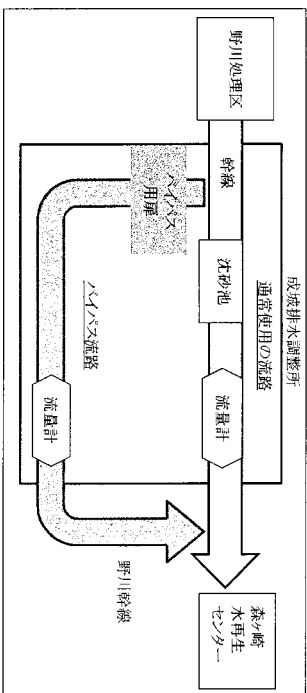 成城排水調整所
通常使用の流路
野川処理区
幹線
沈砂池
流量計
森ヶ崎
水再生
センター
バイパス
用扉
バイパス流路
流量計
野川幹線